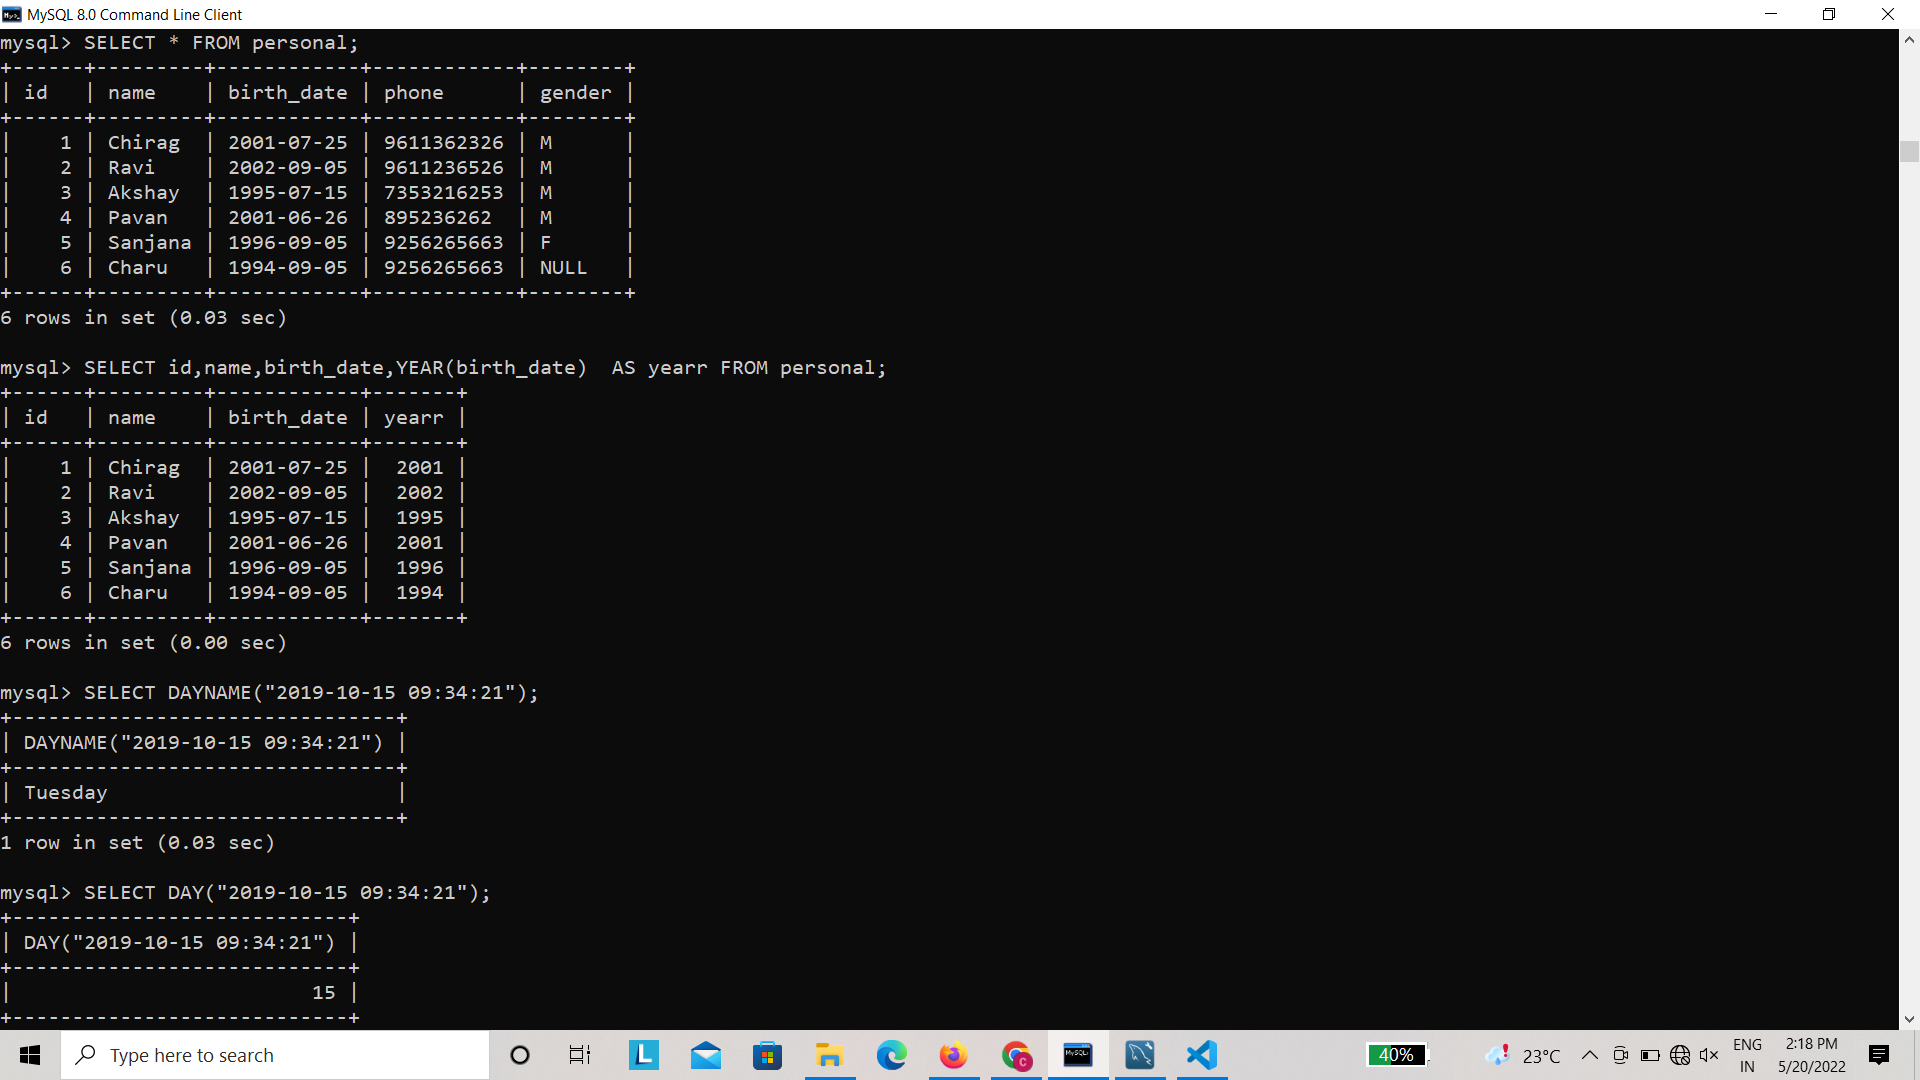 MySQL 8.0 Command Line Client
mysql> SELECT * FROM personal;
+------+---------+------------+------------+--------+
| id   | name    | birth_date | phone      | gender |
+------+---------+------------+------------+--------+
|    1 | Chirag  | 2001-07-25 | 9611362326 | M      |
|    2 | Ravi    | 2002-09-05 | 9611236526 | M      |
|    3 | Akshay  | 1995-07-15 | 7353216253 | M      |
|    4 | Pavan   | 2001-06-26 | 895236262  | M      |
|    5 | Sanjana | 1996-09-05 | 9256265663 | F      |
|    6 | Charu   | 1994-09-05 | 9256265663 | NULL   |
+------+---------+------------+------------+--------+
6 rows in set (0.03 sec)
mysql> SELECT id,name,birth_date,YEAR(birth_date)  AS yearr FROM personal;
+------+---------+------------+-------+
| id   | name    | birth_date | yearr |
+------+---------+------------+-------+
|    1 | Chirag  | 2001-07-25 |  2001 |
|    2 | Ravi    | 2002-09-05 |  2002 |
|    3 | Akshay  | 1995-07-15 |  1995 |
|    4 | Pavan   | 2001-06-26 |  2001 |
|    5 | Sanjana | 1996-09-05 |  1996 |
|    6 | Charu   | 1994-09-05 |  1994 |
+------+---------+------------+-------+
6 rows in set (0.00 sec)
mysql> SELECT DAYNAME("2019-10-15 09:34:21");
+--------------------------------+
| DAYNAME("2019-10-15 09:34:21") |
+--------------------------------+
| Tuesday                        |
+--------------------------------+
1 row in set (0.03 sec)
mysql> SELECT DAY("2019-10-15 09:34:21");
+----------------------------+
| DAY("2019-10-15 09:34:21") |
+----------------------------+
|                         15 |
+----------------------------+
Type here to search
L
C
MySQL
40%
23°C
ENG
IN
2:18 PM
5/20/2022